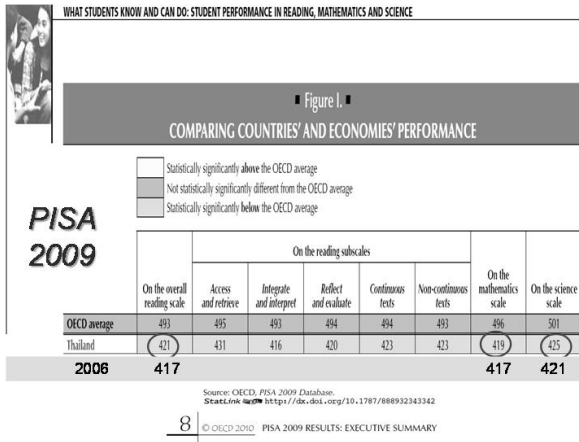 WHAT STUDENTS KNOW AND CAN DO: STUDENT PERFORMANCE IN READING, MATHEMATICS AND SCIENCE
■ Figure I. ■
COMPARING COUNTRIES' AND ECONOMIES' PERFORMANCE
Statistically significantly above the OECD average
Not statistically significantly different from the OECD average
Statistically significantly below the OECD average
PISA
2009
On the overall reading scale
On the reading subscales
Access and retrieve
Integrate and interpret
Reflect and evaluate
Continuous texts
Non-continuous texts
On the mathematics scale
On the science scale
OECD average 493 495 493 494 494 493 496 501
Thailand 421 431 416 420 423 423 419 425
2006 417 417 421
Source: OECD, PISA 2009 Database.
StatLink http://dx.doi.org/10.1787/888932343342
8 © OECD 2010 PISA 2009 RESULTS: EXECUTIVE SUMMARY